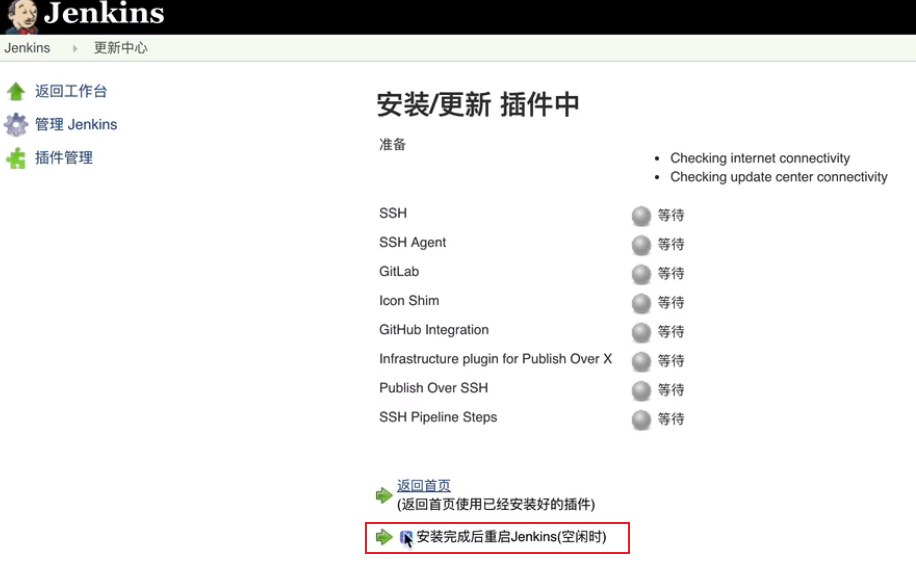 Jenkins
Jenkins 更新中心
返回工作台
管理 Jenkins
插件管理
安装/更新 插件中
准备
Checking internet connectivity
Checking update center connectivity
SSH 等待
SSH Agent 等待
GitLab 等待
Icon Shim 等待
GitHub Integration 等待
Infrastructure plugin for Publish Over X 等待
Publish Over SSH 等待
SSH Pipeline Steps 等待
返回首页
(返回首页使用已经安装好的插件)
安装完成后重启Jenkins(空闲时)